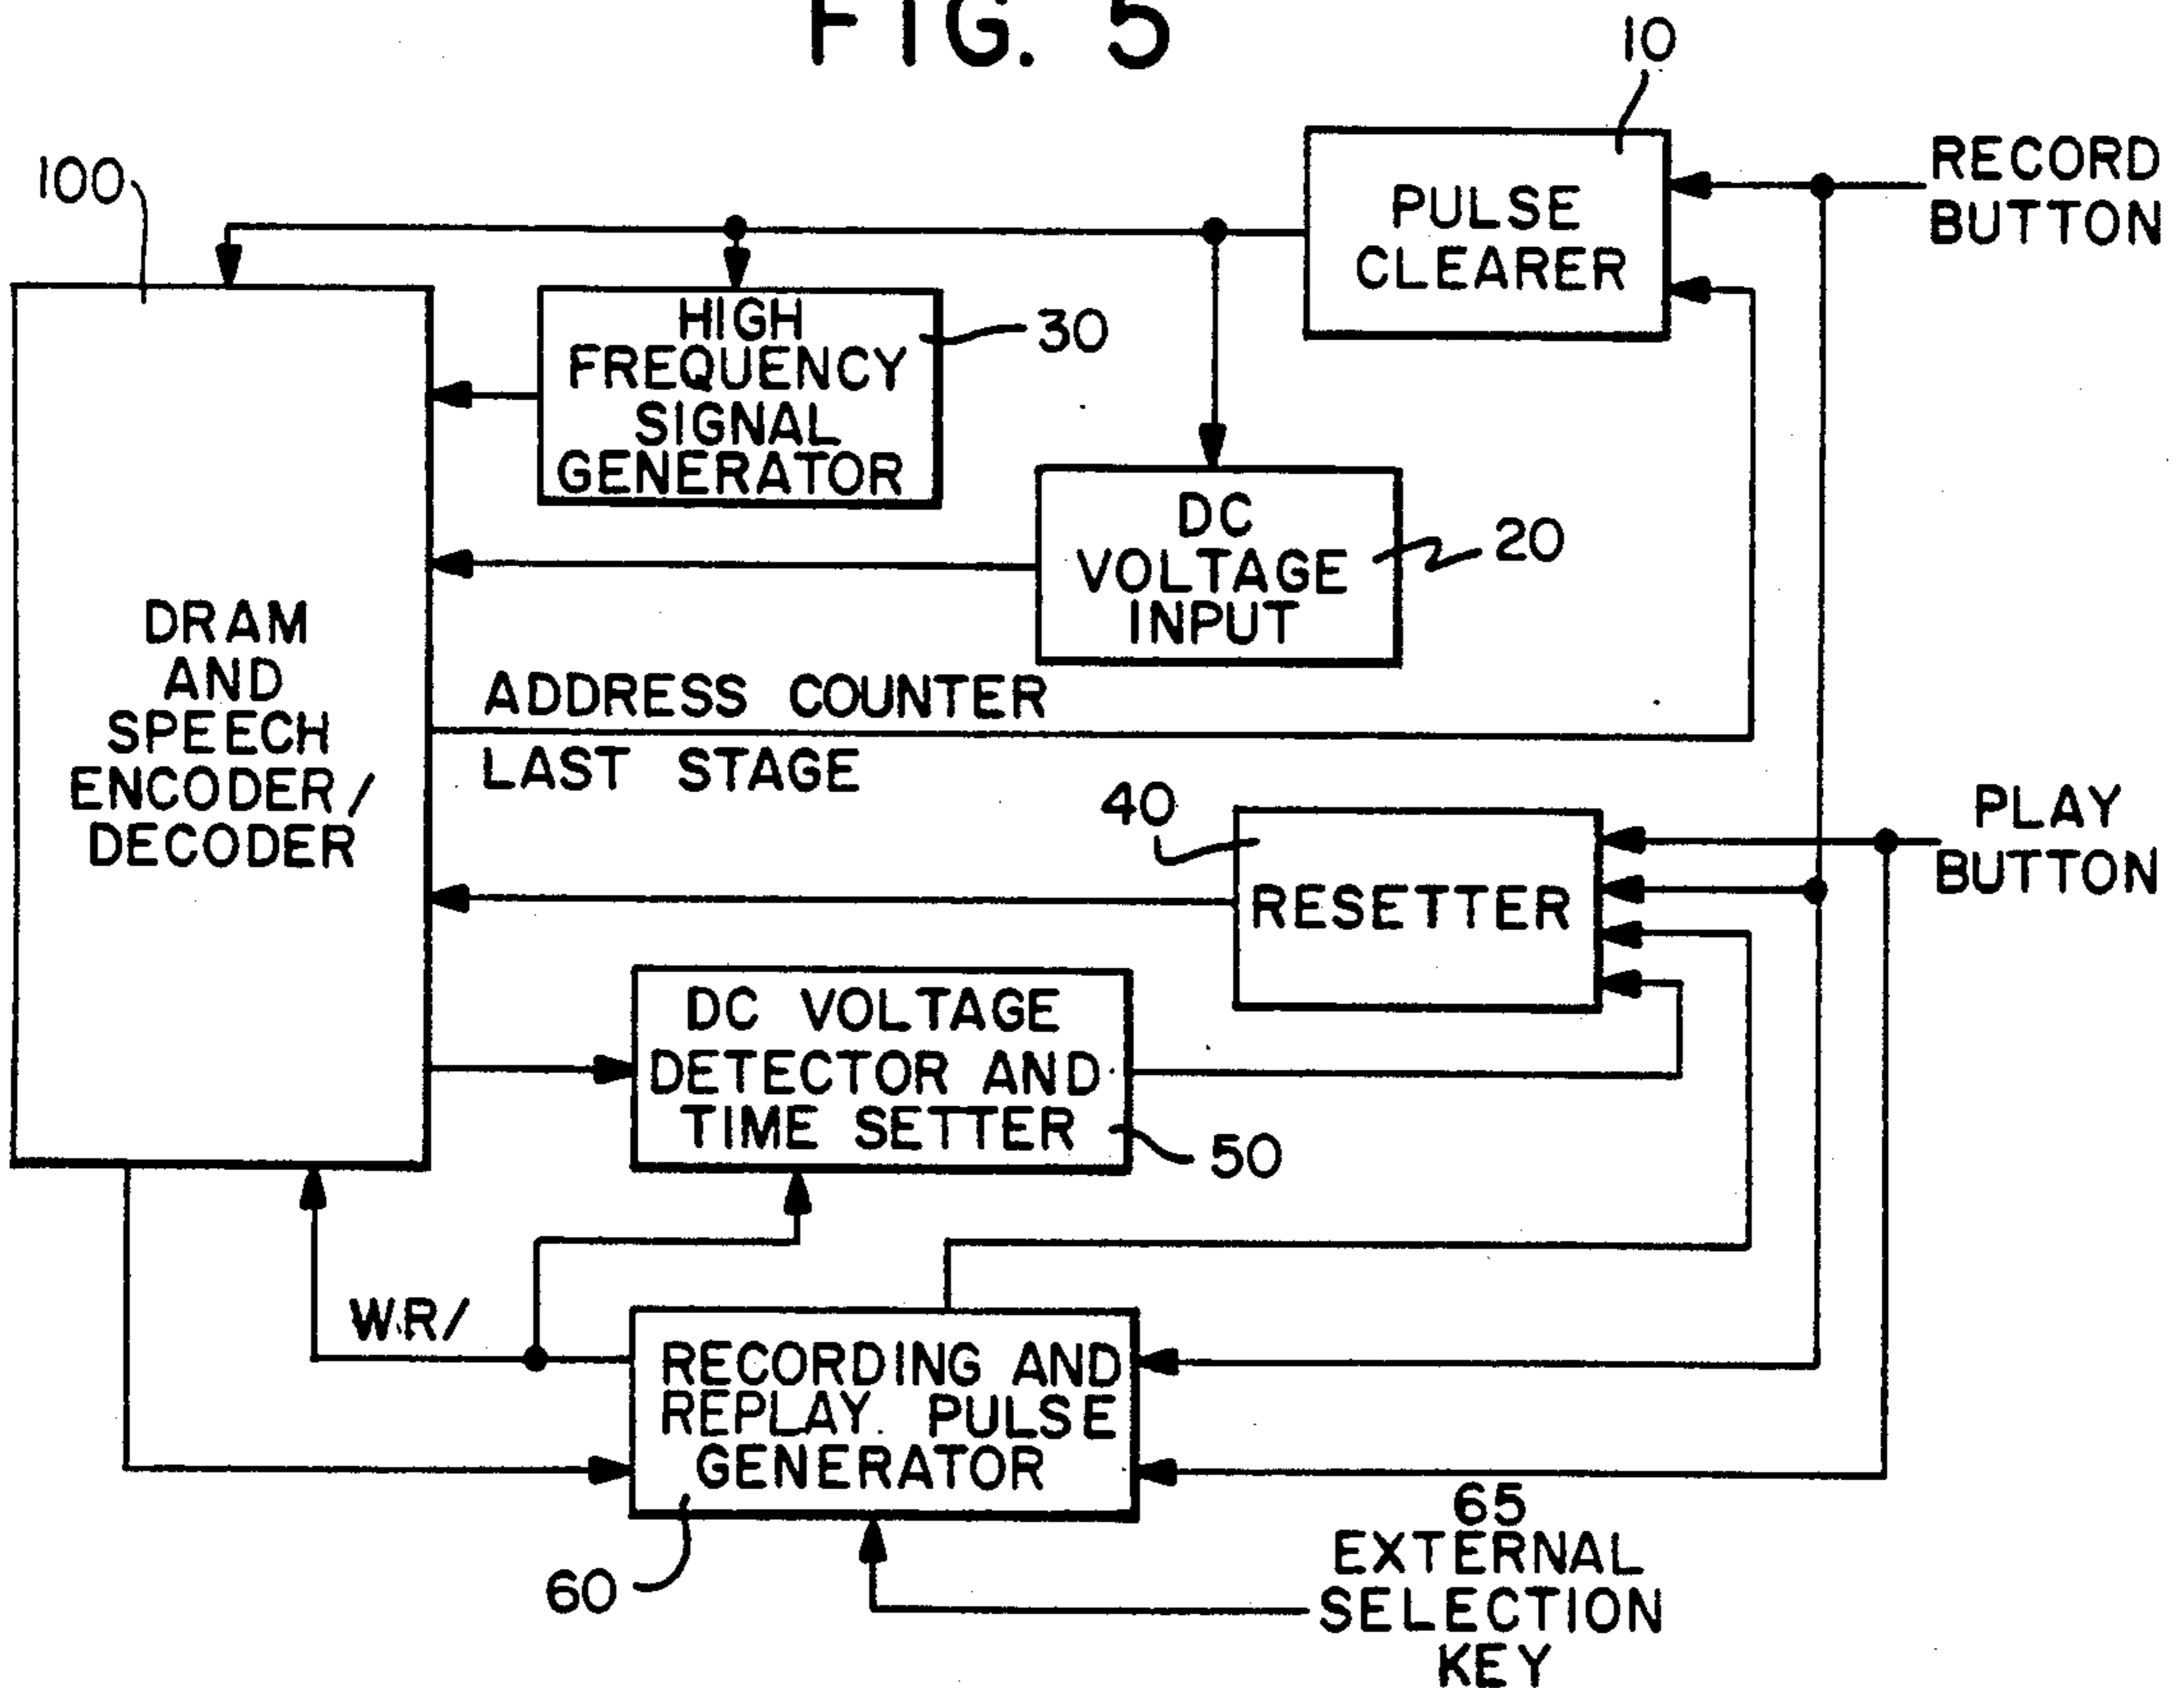 FIG. 5
10
RECORD
BUTTON
100
PULSE
CLEARER
HIGH
FREQUENCY
SIGNAL
GENERATOR
30
DC
VOLTAGE
INPUT
20
DRAM
AND
SPEECH
ENCODER/
DECODER
ADDRESS COUNTER
LAST STAGE
40
RESETTER
PLAY
BUTTON
DC VOLTAGE
DETECTOR AND
TIME SETTER
50
WR/
RECORDING AND
REPLAY PULSE
GENERATOR
60
65
EXTERNAL
SELECTION
KEY